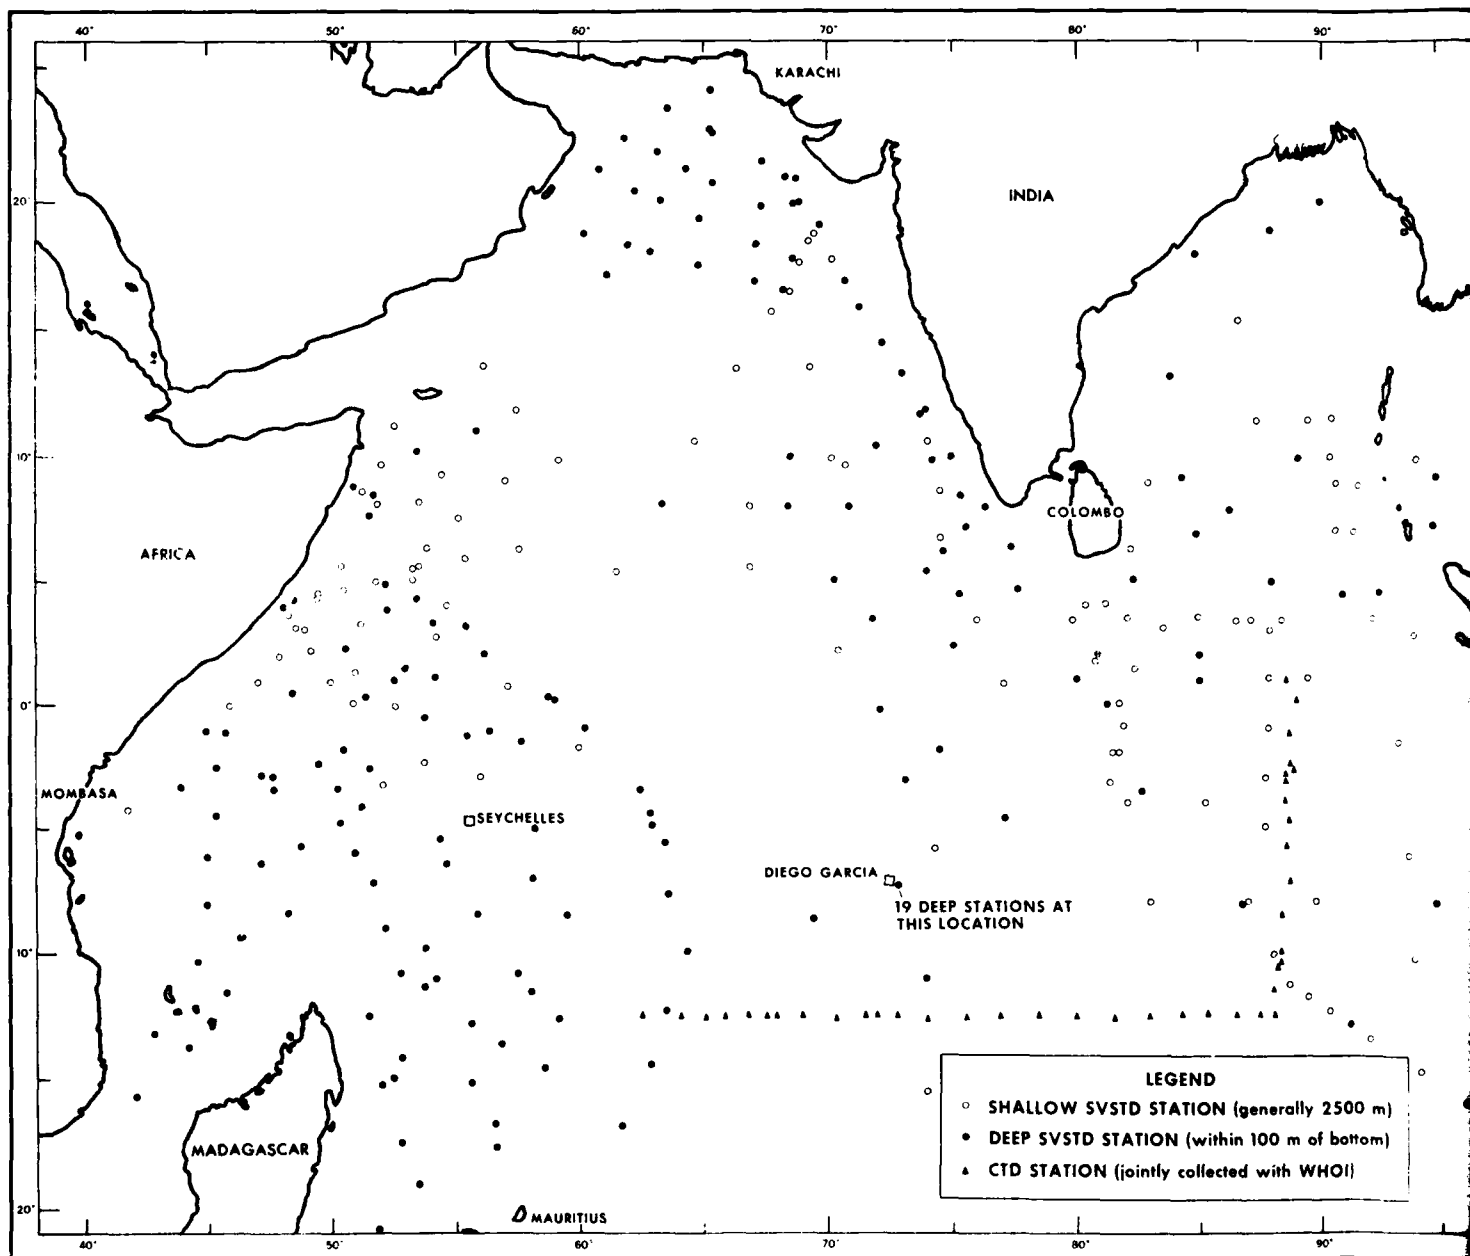 40° 50° 60° 70° 80° 90°
KARACHI
20°
INDIA
10°
COLOMBO
AFRICA
0°
MOMBASA
SEYCHELLES
DIEGO GARCIA
19 DEEP STATIONS AT
THIS LOCATION
10°
LEGEND
○ SHALLOW SVSTD STATION (generally 2500 m)
● DEEP SVSTD STATION (within 100 m of bottom)
▲ CTD STATION (jointly collected with WHOI)
MADAGASCAR
20°
MAURITIUS
40° 50° 60° 70° 80° 90°